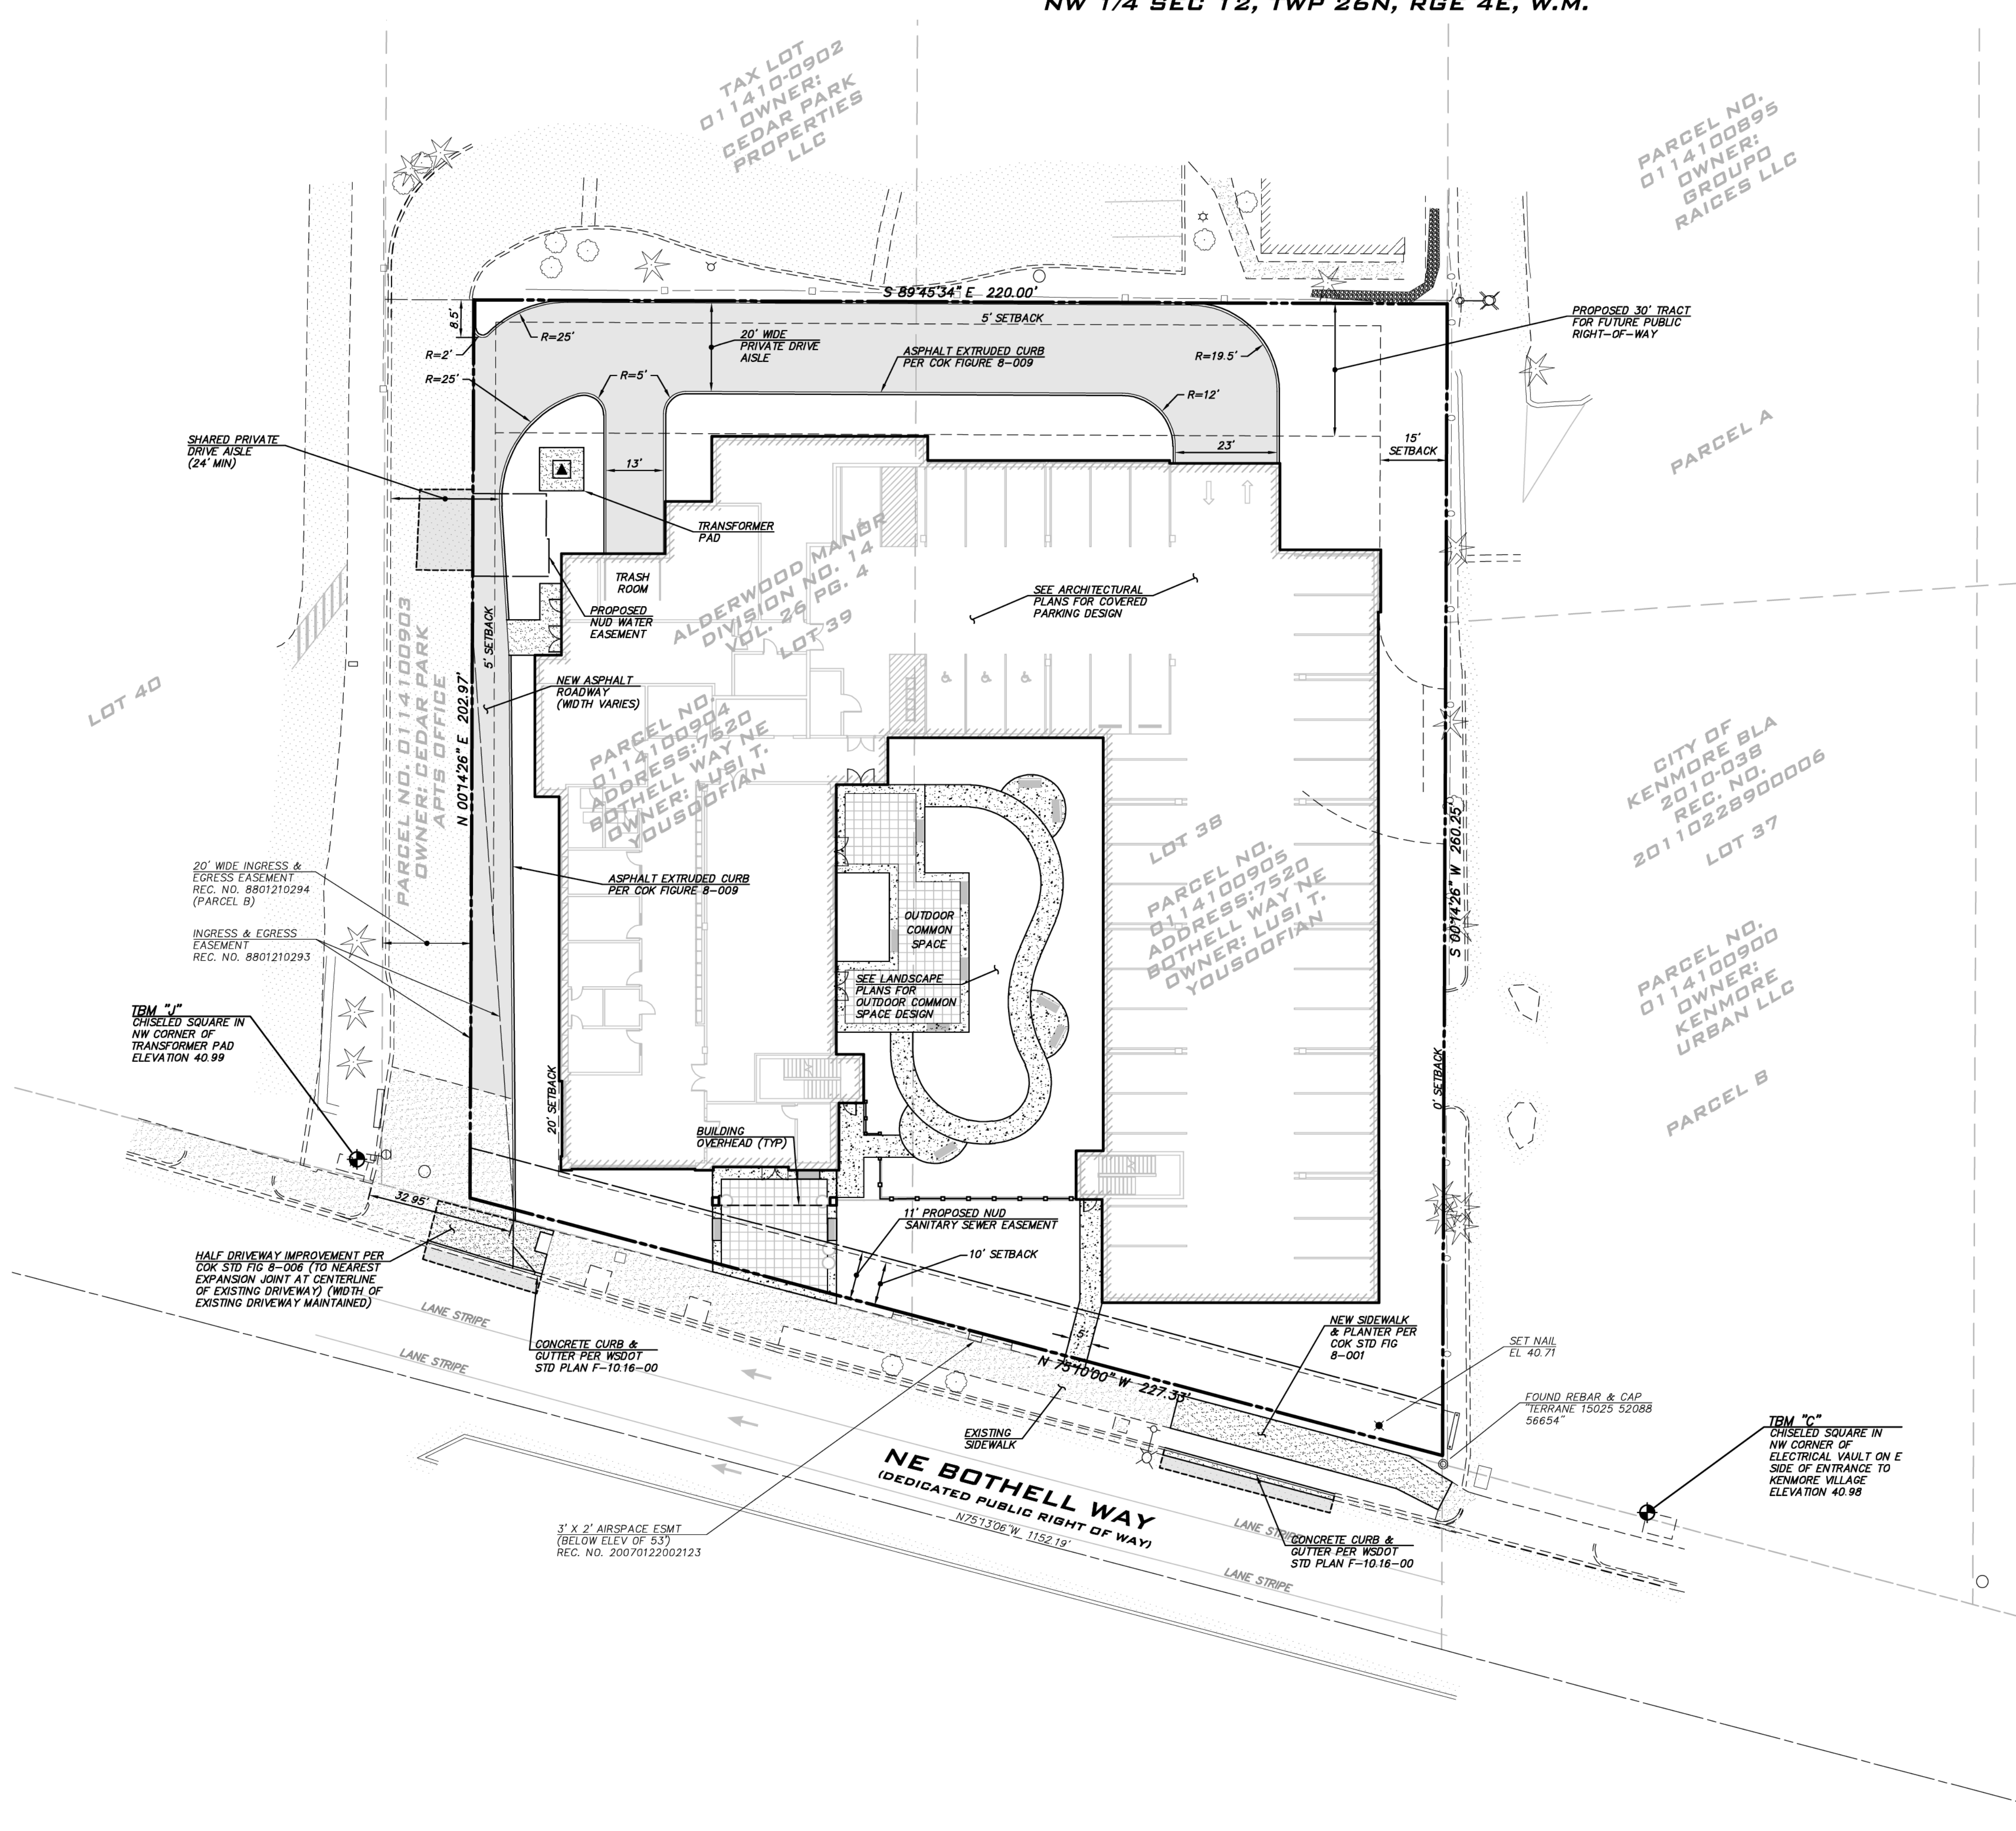 NW 1/4 SEC 12, TWP 26N, RGE 4E, W.M.
TAX LOT
011410-0902
OWNER:
CEDAR PARK
PROPERTIES
LLC
PARCEL NO.
0114100895
OWNER:
GROUPO
RAICES LLC
S 89°45'34" E 220.00'
5' SETBACK
8.5'
R=25'
R=2'
R=25'
R=5'
20' WIDE
PRIVATE DRIVE
AISLE
ASPHALT EXTRUDED CURB
PER COK FIGURE 8-009
R=19.5'
R=12'
PROPOSED 30' TRACT
FOR FUTURE PUBLIC
RIGHT-OF-WAY
15'
SETBACK
23'
13'
SHARED PRIVATE
DRIVE AISLE
(24' MIN)
TRANSFORMER
PAD
PARCEL A
TRASH
ROOM
PROPOSED
NUD WATER
EASEMENT
ALDERWOOD MANOR
DIVISION NO. 14
VOL. 26 PG. 4
LOT 39
SEE ARCHITECTURAL
PLANS FOR COVERED
PARKING DESIGN
5' SETBACK
N 00°14'26" E 202.97'
PARCEL NO. 0114100903
OWNER: CEDAR PARK
APTS OFFICE
LOT 40
NEW ASPHALT
ROADWAY
(WIDTH VARIES)
PARCEL NO.
0114100904
ADDRESS:7520
BOTHELL WAY NE
OWNER: LUSI T.
YOUSOOFIAN
CITY OF
KENMORE BLA
2010-038
REC. NO.
20110228900006
LOT 37
S 00°14'26" W 260.25'
LOT 38
PARCEL NO.
0114100905
ADDRESS:7520
BOTHELL WAY NE
OWNER: LUSI T.
YOUSOOFIAN
20' WIDE INGRESS &
EGRESS EASEMENT
REC. NO. 8801210294
(PARCEL B)
ASPHALT EXTRUDED CURB
PER COK FIGURE 8-009
INGRESS & EGRESS
EASEMENT
REC. NO. 8801210293
OUTDOOR
COMMON
SPACE
SEE LANDSCAPE
PLANS FOR
OUTDOOR COMMON
SPACE DESIGN
PARCEL NO.
0114100900
OWNER:
KENMORE
URBAN LLC
PARCEL B
TBM "J"
CHISELED SQUARE IN
NW CORNER OF
TRANSFORMER PAD
ELEVATION 40.99
20' SETBACK
0' SETBACK
BUILDING
OVERHEAD (TYP)
32.95'
11' PROPOSED NUD
SANITARY SEWER EASEMENT
10' SETBACK
HALF DRIVEWAY IMPROVEMENT PER
COK STD FIG 8-006 (TO NEAREST
EXPANSION JOINT AT CENTERLINE
OF EXISTING DRIVEWAY) (WIDTH OF
EXISTING DRIVEWAY MAINTAINED)
LANE STRIPE
LANE STRIPE
CONCRETE CURB &
GUTTER PER WSDOT
STD PLAN F-10.16-00
5'
N 75°10'00" W 227.33'
NEW SIDEWALK
& PLANTER PER
COK STD FIG
8-001
SET NAIL
EL 40.71
FOUND REBAR & CAP
"TERRANE 15025 52088
56654"
TBM "C"
CHISELED SQUARE IN
NW CORNER OF
ELECTRICAL VAULT ON E
SIDE OF ENTRANCE TO
KENMORE VILLAGE
ELEVATION 40.98
EXISTING
SIDEWALK
NE BOTHELL WAY
(DEDICATED PUBLIC RIGHT OF WAY)
N75°13'06"W 1152.19'
3' X 2' AIRSPACE ESMT
(BELOW ELEV OF 53')
REC. NO. 20070122002123
LANE STRIPE
CONCRETE CURB &
GUTTER PER WSDOT
STD PLAN F-10.16-00
LANE STRIPE